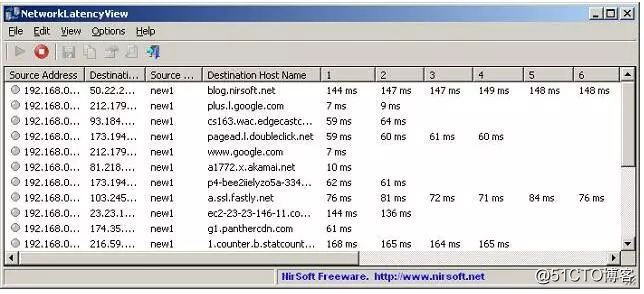 NetworkLatencyView
File Edit View Options Help
Source Address Destinati... Source ... Destination Host Name 1 2 3 4 5 6
192.168.0... 50.22.2... new1 blog.nirsoft.net 144 ms 147 ms 147 ms 149 ms 148 ms 148 ms
192.168.0... 212.179... new1 plus.l.google.com 7 ms 9 ms
192.168.0... 93.184.... new1 cs163.wac.edgecastc... 59 ms 64 ms
192.168.0... 173.194... new1 pagead.l.doubleclick.net 59 ms 60 ms 61 ms 60 ms
192.168.0... 212.179... new1 www.google.com 7 ms
192.168.0... 81.218.... new1 a1772.x.akamai.net 10 ms
192.168.0... 173.194... new1 p4-bee2iielyzo5a-334... 62 ms 61 ms
192.168.0... 103.245... new1 a.ssl.fastly.net 76 ms 81 ms 72 ms 71 ms 84 ms 76 ms
192.168.0... 23.23.1... new1 ec2-23-23-146-11.co... 144 ms 136 ms
192.168.0... 174.35.... new1 g1.panthercdn.com 61 ms
192.168.0... 216.59.... new1 1.counter.b.statcount... 168 ms 165 ms 164 ms 165 ms
NirSoft Freeware. http://www.nirsoft.net
@51CTO博客